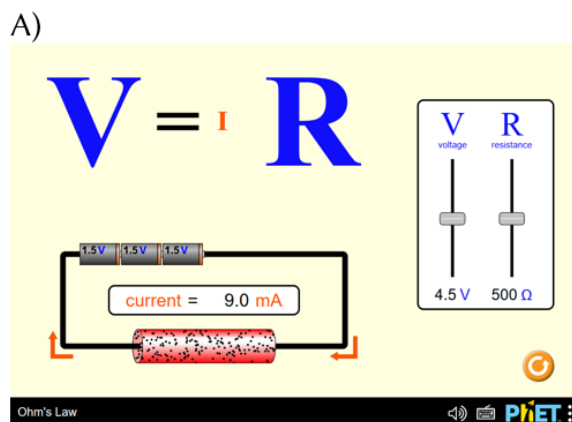 A)
V = I R
V R
voltage resistance
1.5 V 1.5 V 1.5 V
current = 9.0 mA
4.5 V 500 Ω
Ohm's Law PhET